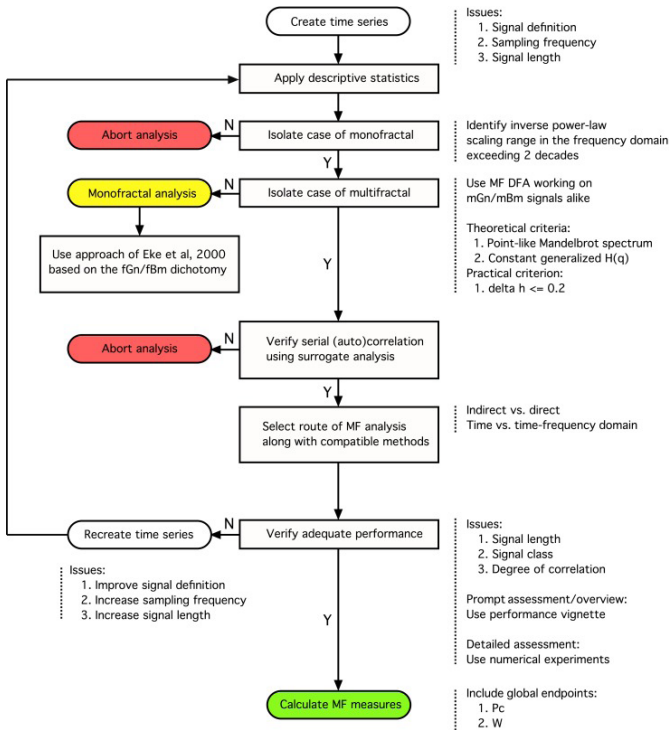 Create time series
Issues:
1. Signal definition
2. Sampling frequency
3. Signal length
Apply descriptive statistics
Abort analysis
N
Isolate case of monofractal
Identify inverse power-law
scaling range in the frequency domain
exceeding 2 decades
Y
Monofractal analysis
N
Isolate case of multifractal
Use MF DFA working on
mGn/mBm signals alike
Theoretical criteria:
1. Point-like Mandelbrot spectrum
2. Constant generalized H(q)
Practical criterion:
1. delta h <= 0.2
Use approach of Eke et al, 2000
based on the fGn/fBm dichotomy
Y
Abort analysis
N
Verify serial (auto)correlation
using surrogate analysis
Y
Select route of MF analysis
along with compatible methods
Indirect vs. direct
Time vs. time-frequency domain
Recreate time series
N
Verify adequate performance
Issues:
1. Signal length
2. Signal class
3. Degree of correlation
Prompt assessment/overview:
Use performance vignette
Detailed assessment:
Use numerical experiments
Issues:
1. Improve signal definition
2. Increase sampling frequency
3. Increase signal length
Y
Calculate MF measures
Include global endpoints:
1. Pc
2. W